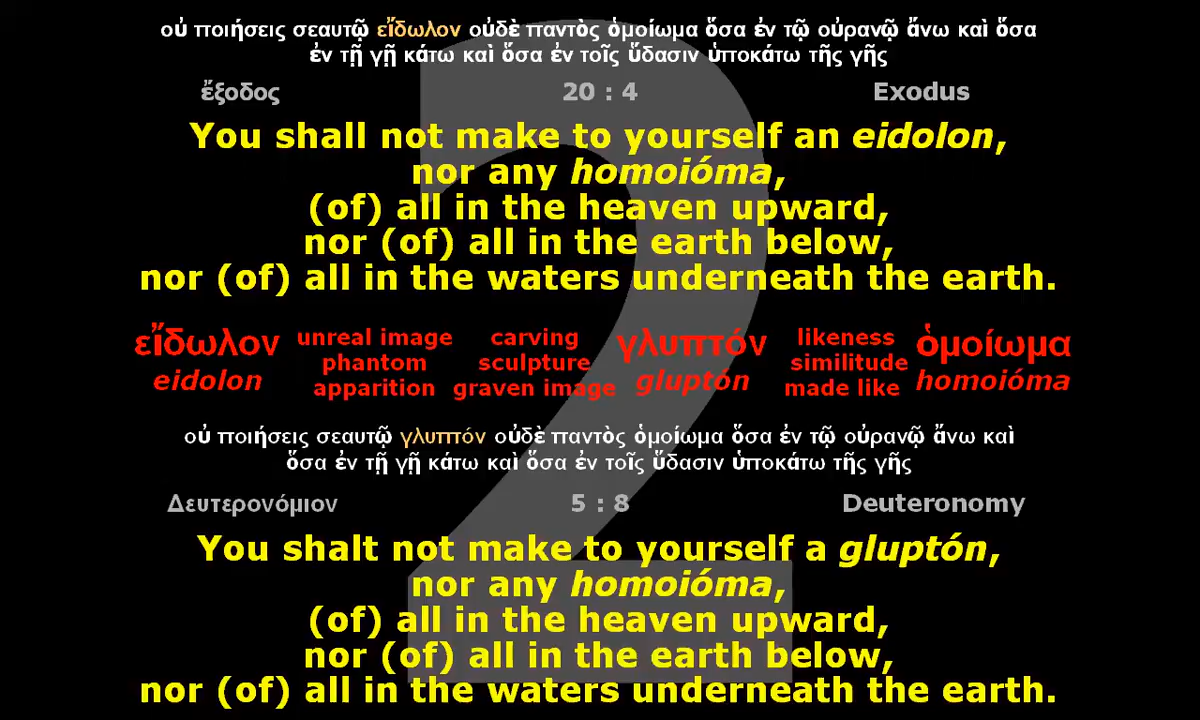 2
οὐ ποιήσεις σεαυτῷ εἴδωλον οὐδὲ παντὸς ὁμοίωμα ὅσα ἐν τῷ οὐρανῷ ἄνω καὶ ὅσα
ἐν τῇ γῇ κάτω καὶ ὅσα ἐν τοῖς ὕδασιν ὑποκάτω τῆς γῆς
ἔξοδος 20 : 4 Exodus
You shall not make to yourself an eidolon,
nor any homoióma,
(of) all in the heaven upward,
nor (of) all in the earth below,
nor (of) all in the waters underneath the earth.
εἴδωλον unreal image carving γλυπτόν likeness ὁμοίωμα
phantom sculpture similitude
eidolon apparition graven image gluptón made like homoióma
οὐ ποιήσεις σεαυτῷ γλυπτόν οὐδὲ παντὸς ὁμοίωμα ὅσα ἐν τῷ οὐρανῷ ἄνω καὶ
ὅσα ἐν τῇ γῇ κάτω καὶ ὅσα ἐν τοῖς ὕδασιν ὑποκάτω τῆς γῆς
Δευτερονόμιον 5 : 8 Deuteronomy
You shalt not make to yourself a gluptón,
nor any homoióma,
(of) all in the heaven upward,
nor (of) all in the earth below,
nor (of) all in the waters underneath the earth.